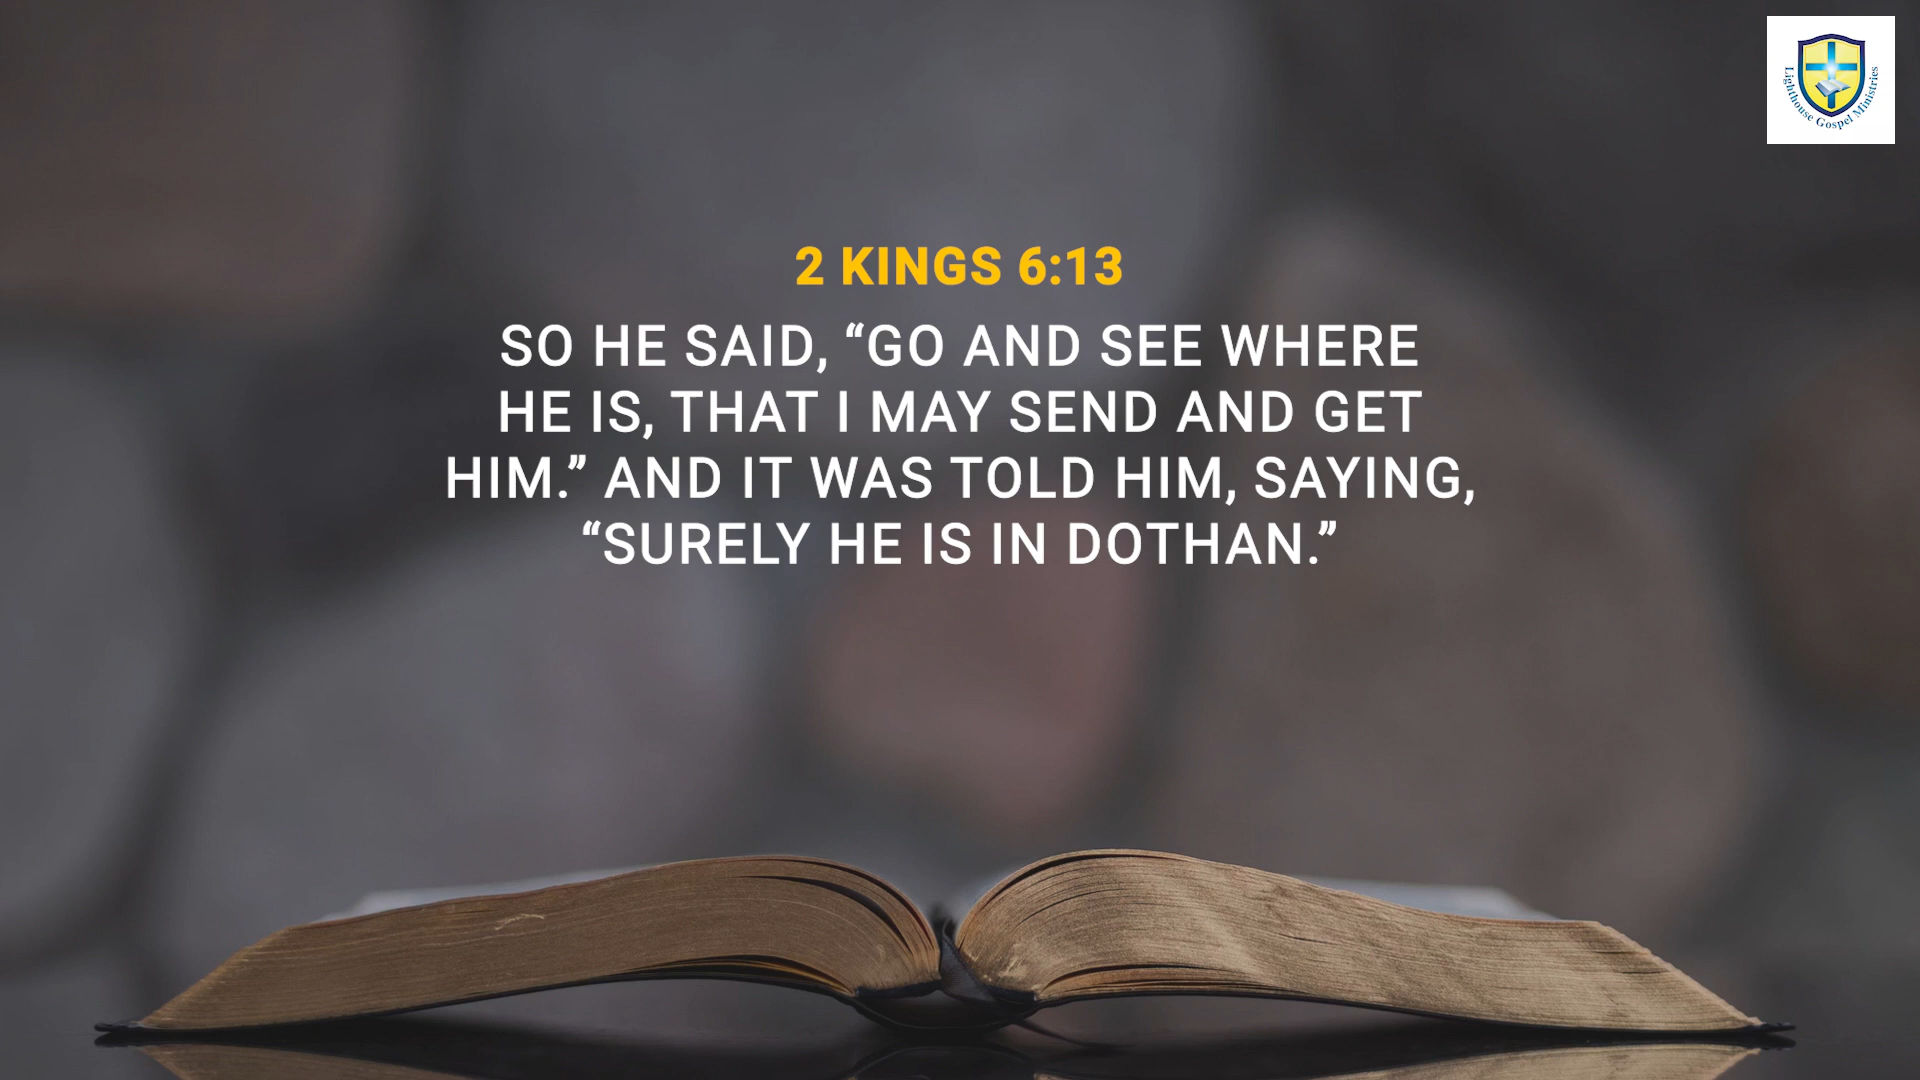 Lighthouse Gospel Ministries
2 KINGS 6:13
SO HE SAID, “GO AND SEE WHERE
HE IS, THAT I MAY SEND AND GET
HIM.” AND IT WAS TOLD HIM, SAYING,
“SURELY HE IS IN DOTHAN.”